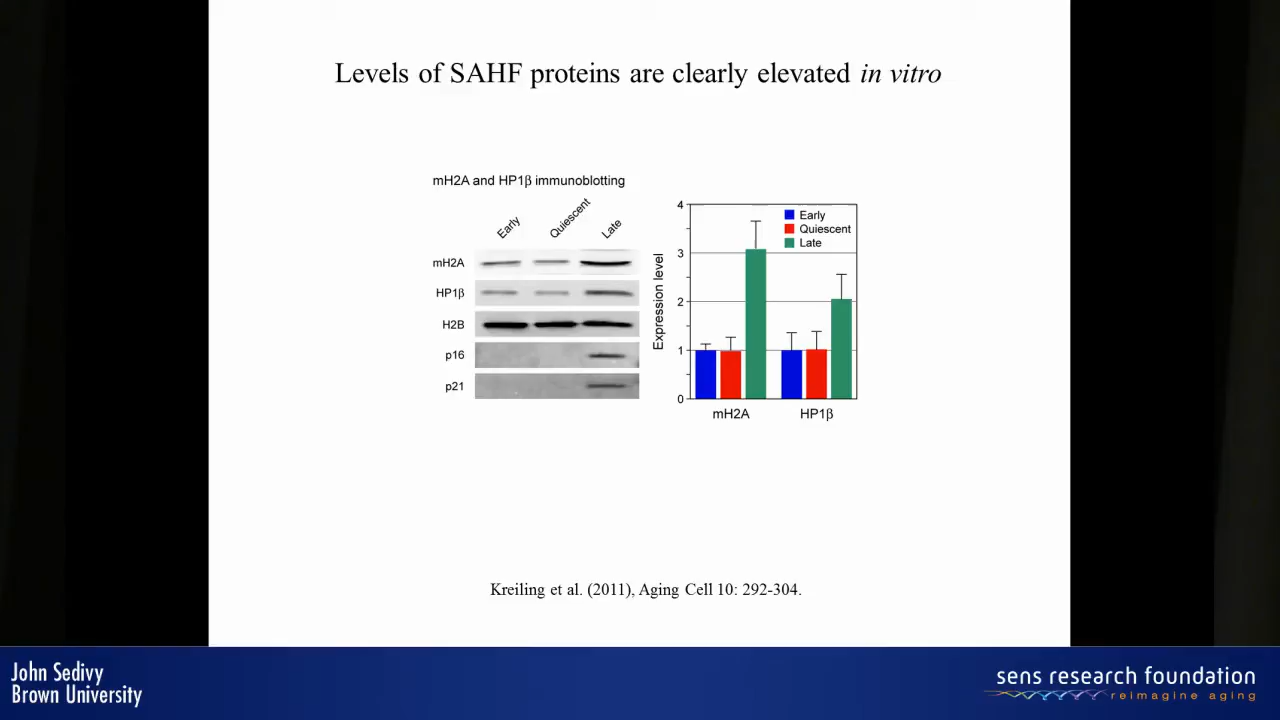 Levels of SAHF proteins are clearly elevated in vitro
mH2A and HP1β immunoblotting
Early
Quiescent
Late
mH2A
HP1β
H2B
p16
p21
Expression level
4
3
2
1
0
Early
Quiescent
Late
mH2A
HP1β
Kreiling et al. (2011), Aging Cell 10: 292-304.
John Sedivy
Brown University
sens research foundation
reimagine aging